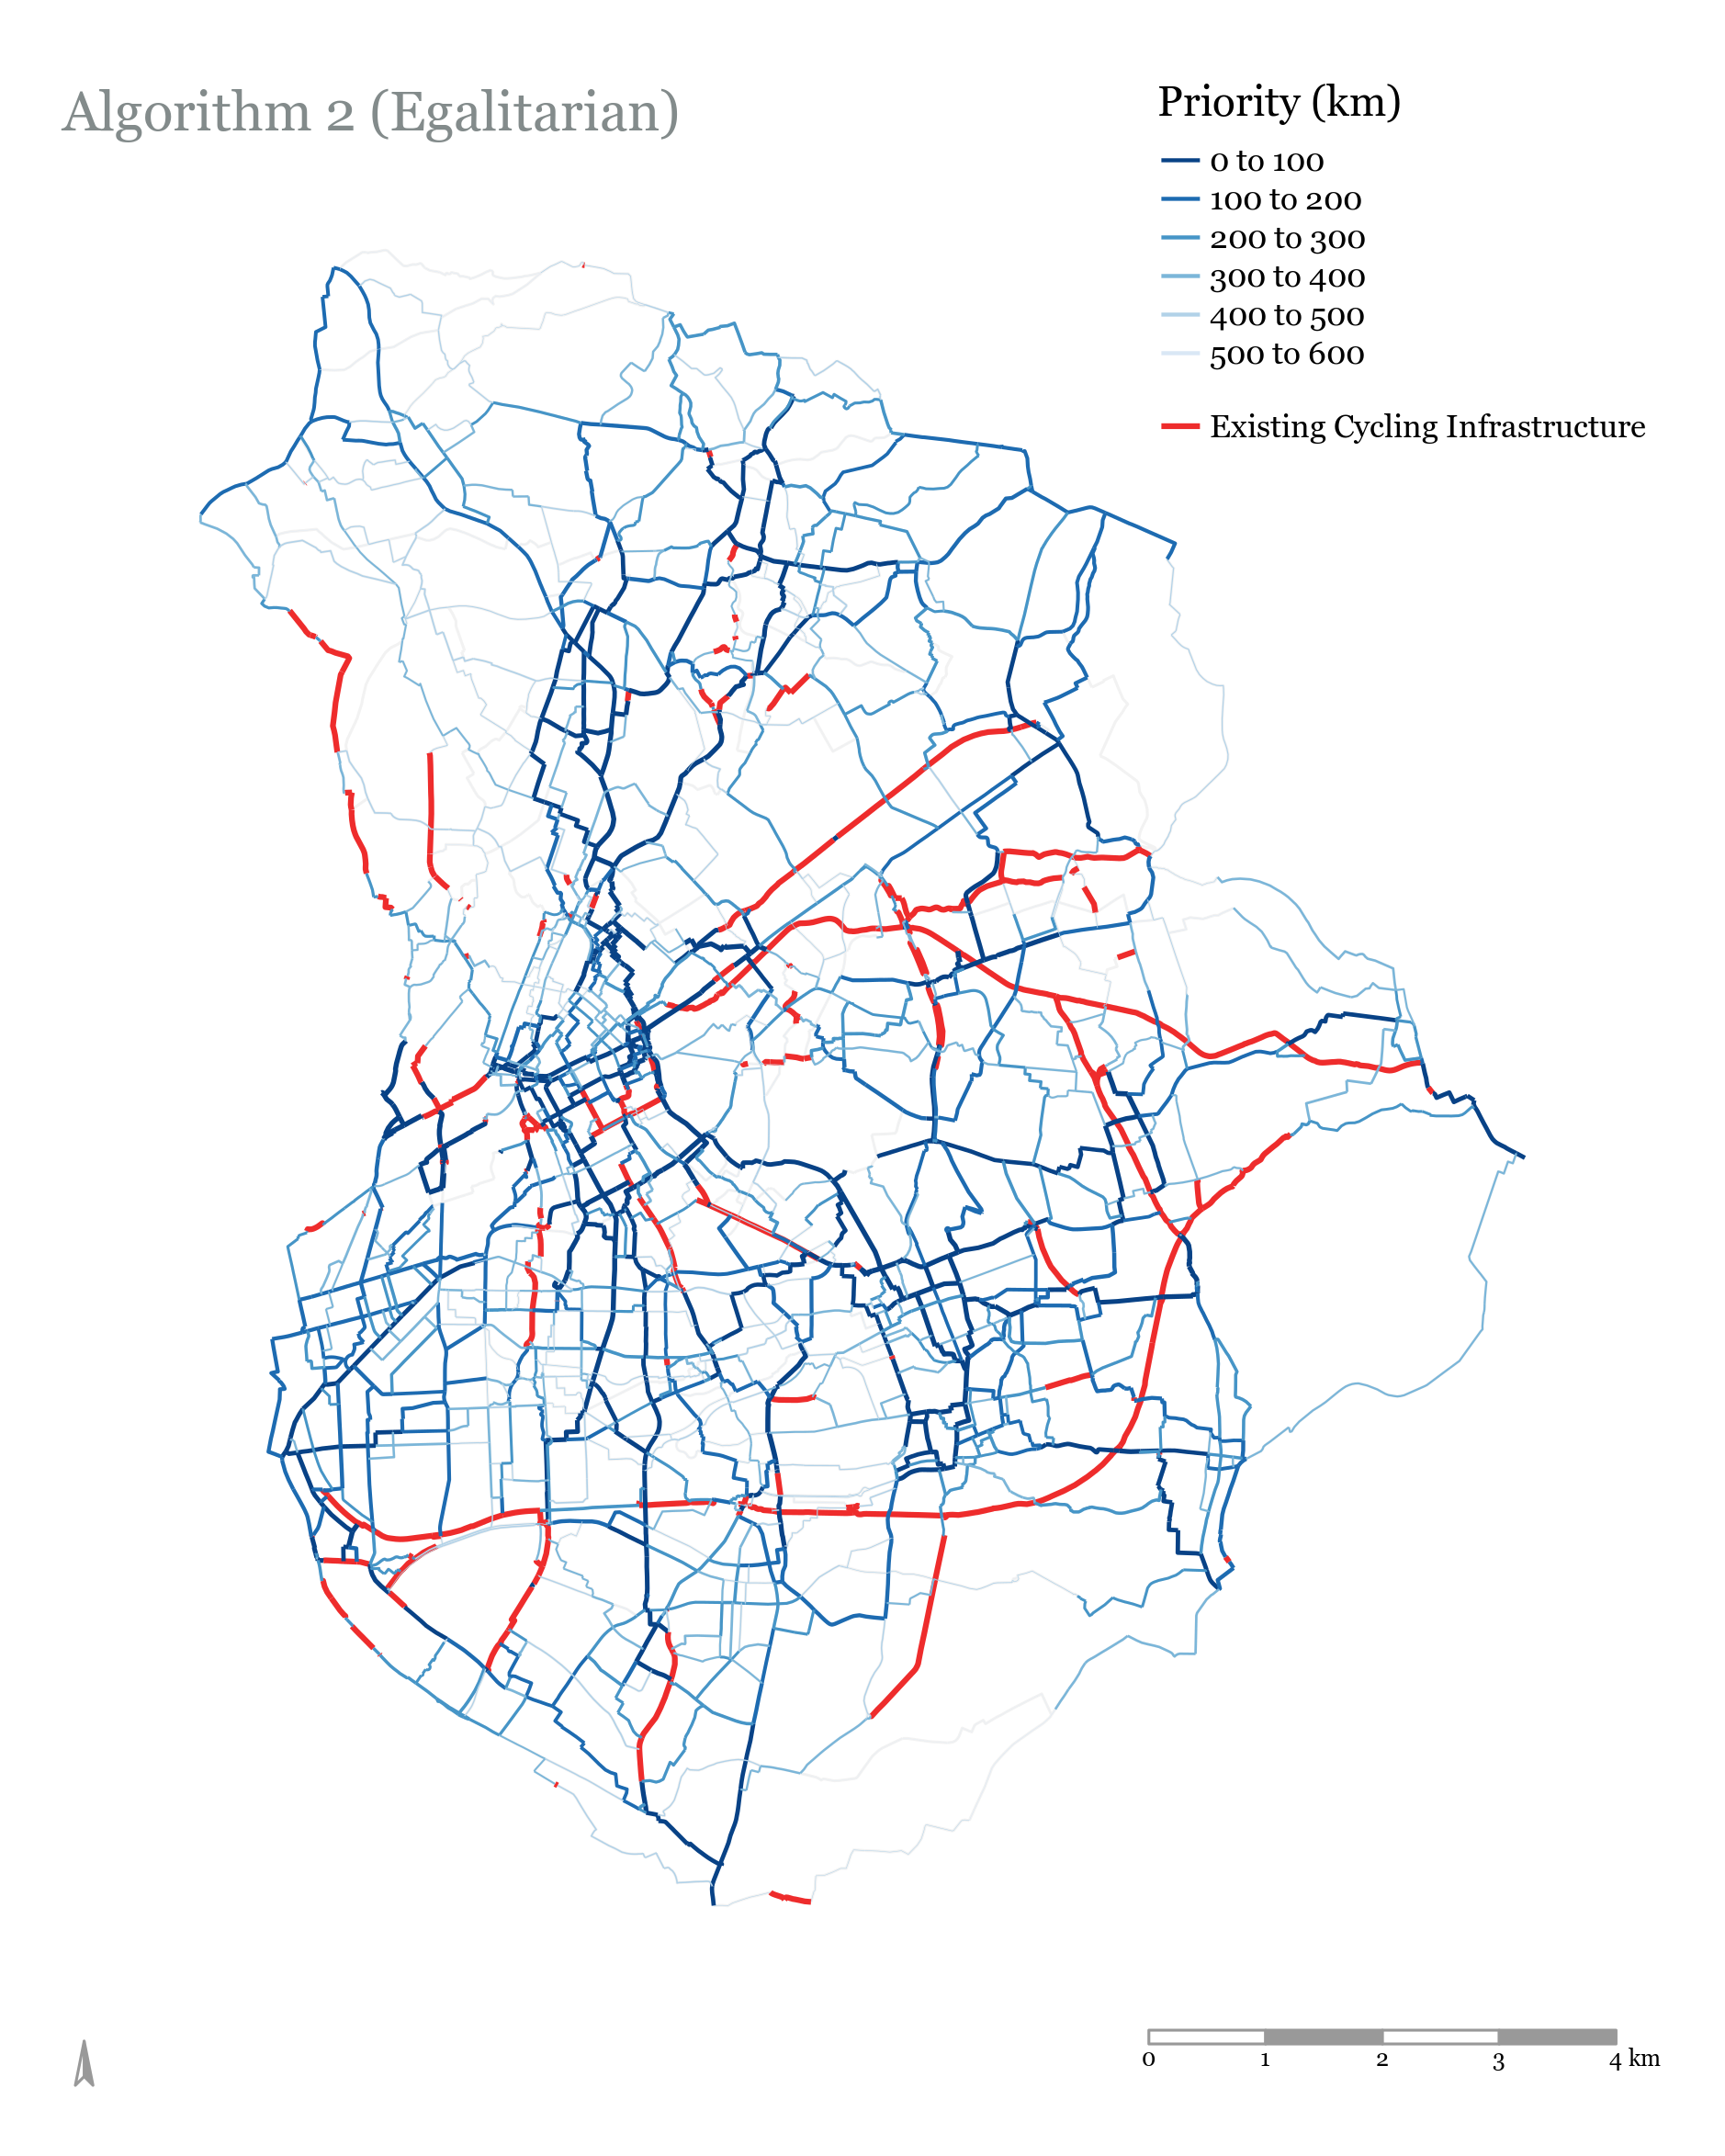 Algorithm 2 (Egalitarian)
Priority (km)
0 to 100
100 to 200
200 to 300
300 to 400
400 to 500
500 to 600
Existing Cycling Infrastructure
0 1 2 3 4 km